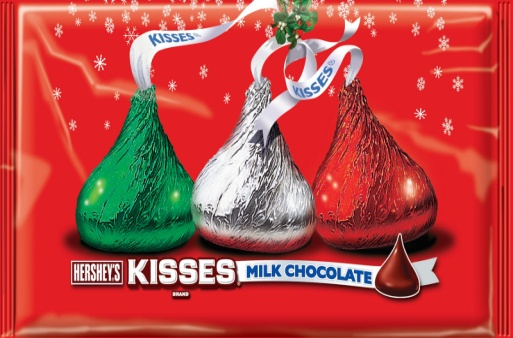 KISSES®
KISSES®
HERSHEY'S KISSES MILK CHOCOLATE
BRAND